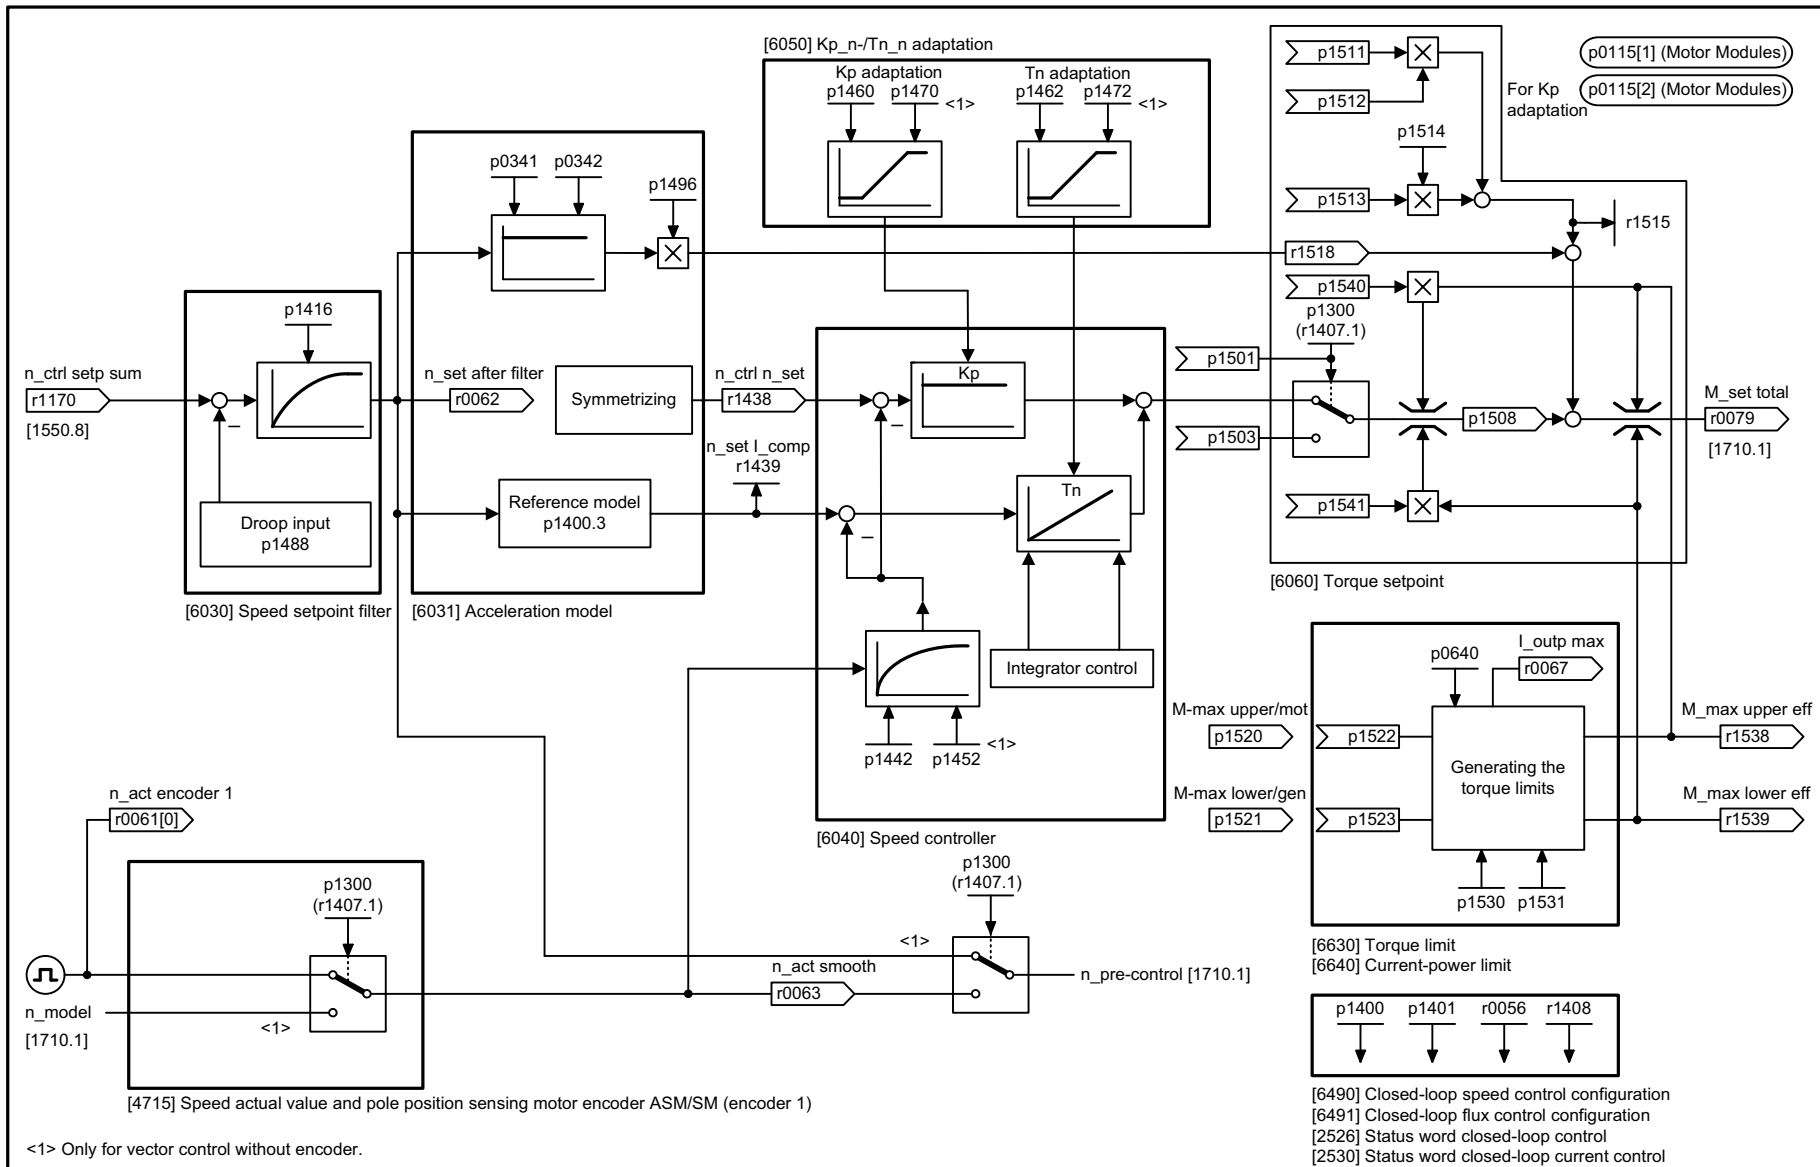 [6050] Kp_n-/Tn_n adaptation
Kp adaptation
p1460
p1470
<1>
Tn adaptation
p1462
p1472
<1>
p1511
p1512
For Kp
adaptation
p0115[1] (Motor Modules)
p0115[2] (Motor Modules)
p1514
p1513
r1515
r1518
p1540
p1300
(r1407.1)
p1501
p1503
p1508
M_set total
r0079
[1710.1]
p1541
[6060] Torque setpoint
p0341
p0342
p1496
p1416
n_ctrl setp sum
r1170
[1550.8]
–
Droop input
p1488
[6030] Speed setpoint filter
n_set after filter
r0062
Symmetrizing
n_ctrl n_set
r1438
n_set I_comp
r1439
Reference model
p1400.3
[6031] Acceleration model
Kp
–
Tn
–
Integrator control
p1442
p1452
<1>
[6040] Speed controller
p0640
I_outp max
r0067
M-max upper/mot
p1520
p1522
M_max upper eff
r1538
Generating the
torque limits
M-max lower/gen
p1521
p1523
M_max lower eff
r1539
p1530
p1531
[6630] Torque limit
[6640] Current-power limit
n_act encoder 1
r0061[0]
p1300
(r1407.1)
n_model
[1710.1]
<1>
[4715] Speed actual value and pole position sensing motor encoder ASM/SM (encoder 1)
n_act smooth
r0063
p1300
(r1407.1)
<1>
n_pre-control [1710.1]
p1400
p1401
r0056
r1408
[6490] Closed-loop speed control configuration
[6491] Closed-loop flux control configuration
[2526] Status word closed-loop control
[2530] Status word closed-loop current control
<1> Only for vector control without encoder.